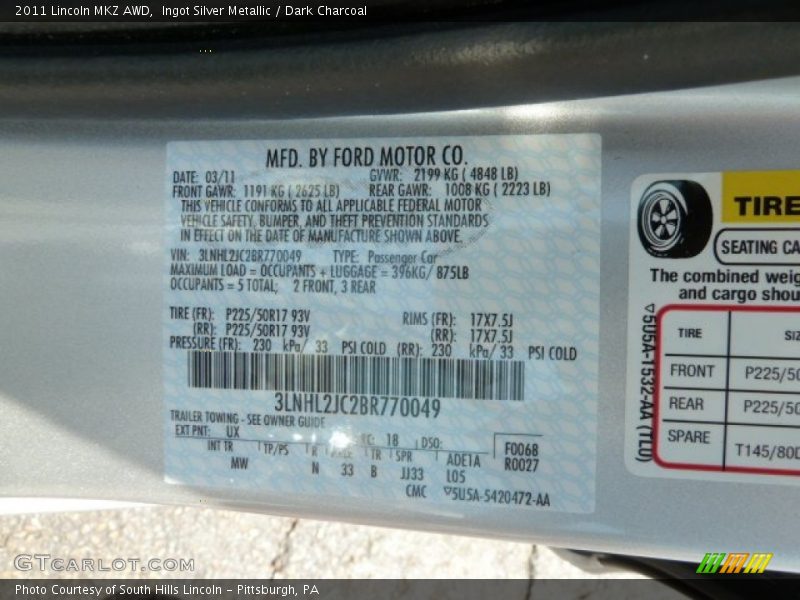 2011 Lincoln MKZ AWD, Ingot Silver Metallic / Dark Charcoal
MFD. BY FORD MOTOR CO.
DATE: 03/11 GVWR: 2199 KG ( 4848 LB)
FRONT GAWR: 1191 KG ( 2625 LB) REAR GAWR: 1008 KG ( 2223 LB)
THIS VEHICLE CONFORMS TO ALL APPLICABLE FEDERAL MOTOR
VEHICLE SAFETY, BUMPER, AND THEFT PREVENTION STANDARDS
IN EFFECT ON THE DATE OF MANUFACTURE SHOWN ABOVE.
VIN: 3LNHL2JC2BR770049 TYPE: Passenger Car
MAXIMUM LOAD = OCCUPANTS + LUGGAGE = 396KG/ 875LB
OCCUPANTS = 5 TOTAL; 2 FRONT, 3 REAR
TIRE (FR): P225/50R17 93V RIMS (FR): 17X7.5J
(RR): P225/50R17 93V (RR): 17X7.5J
PRESSURE (FR): 230 kPa/ 33 PSI COLD (RR): 230 kPa/ 33 PSI COLD
3LNHL2JC2BR770049
TRAILER TOWING - SEE OWNER GUIDE
EXT PNT: UX RC: 18 DSO: F0068
INT TR TP/PS R AXLE TR SPR ADE1A R0027
MW N 33 B JJ33 L05
CMC ▽5U5A-5420472-AA
TIRE
SEATING CA
The combined weig
and cargo shou
▽5U5A-1532-AA (TL0)
TIRE SIZ
FRONT P225/50
REAR P225/50
SPARE T145/80D
GTCARLOT.COM
Photo Courtesy of South Hills Lincoln - Pittsburgh, PA